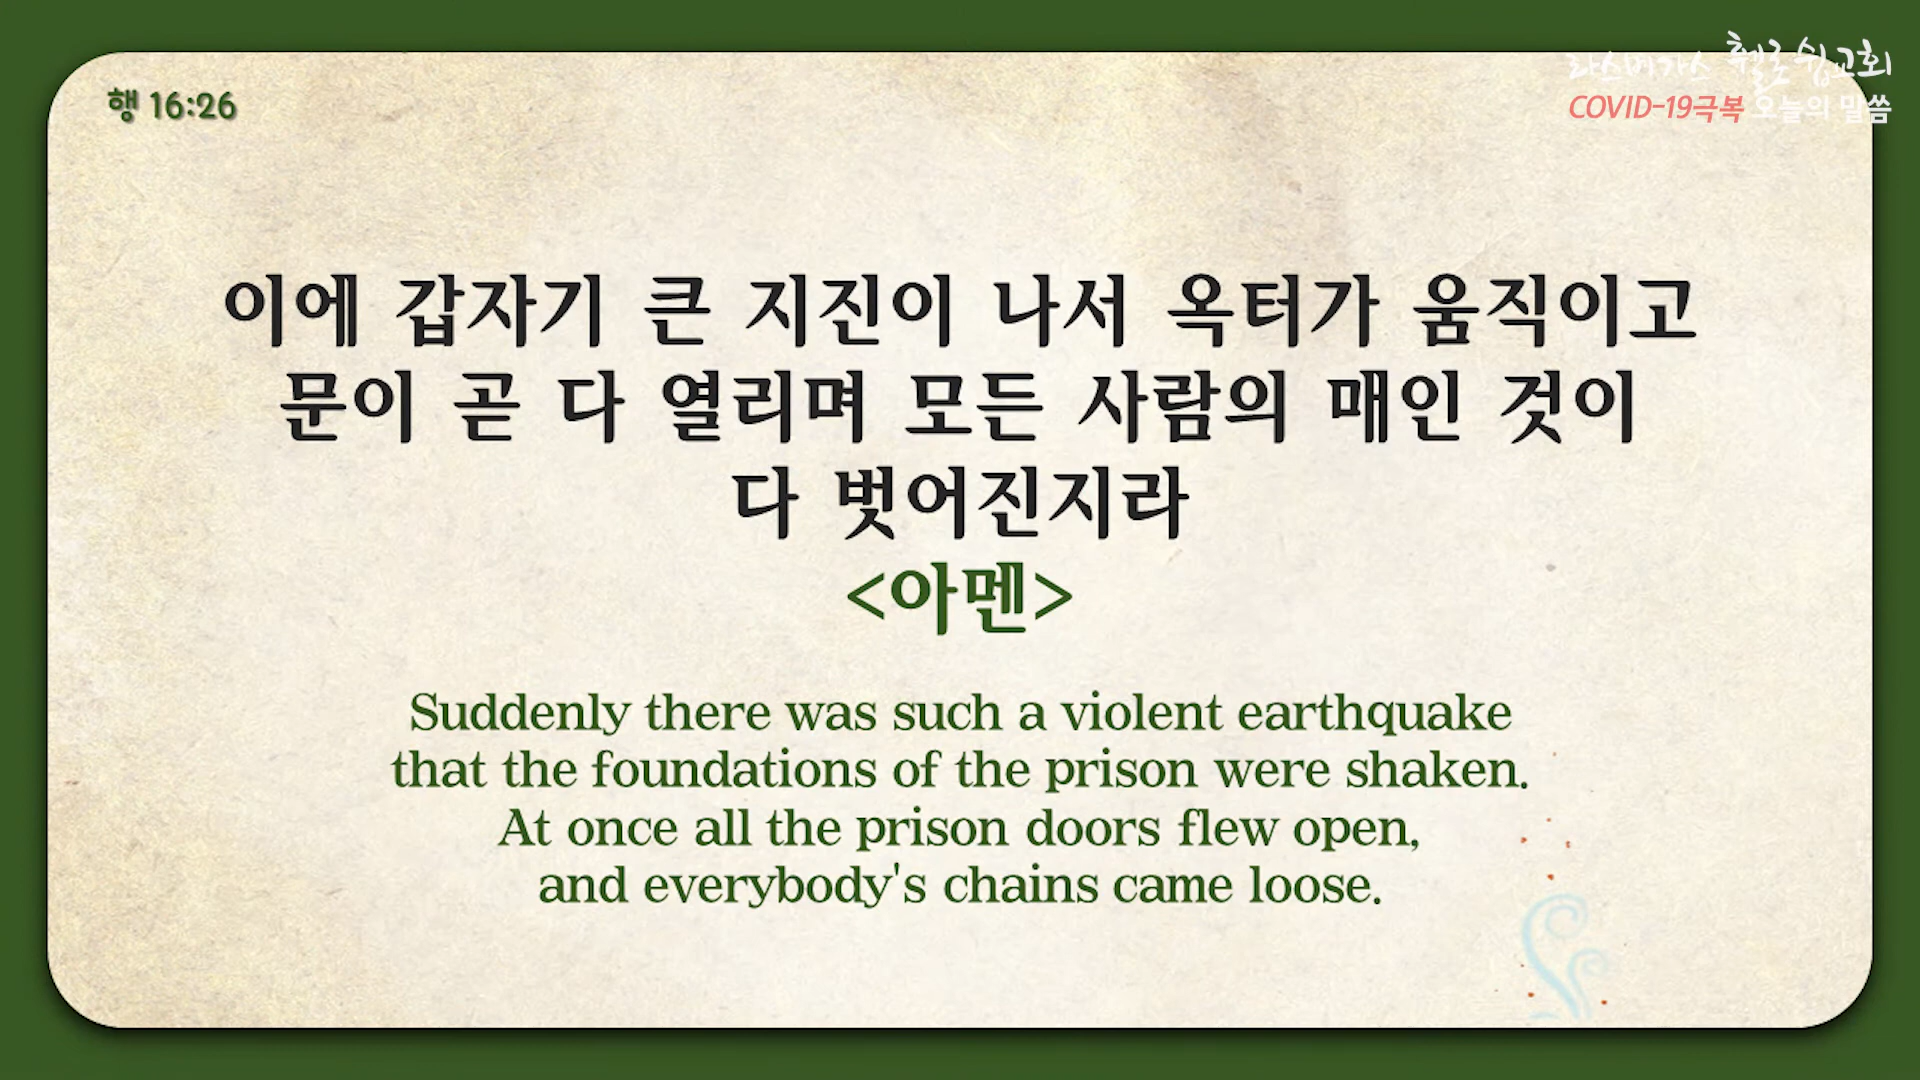 행 16:26
라스베가스 휄로쉽교회
COVID-19극복 오늘의 말씀
이에 갑자기 큰 지진이 나서 옥터가 움직이고
문이 곧 다 열리며 모든 사람의 매인 것이
다 벗어진지라
<아멘>
Suddenly there was such a violent earthquake
that the foundations of the prison were shaken.
At once all the prison doors flew open,
and everybody's chains came loose.